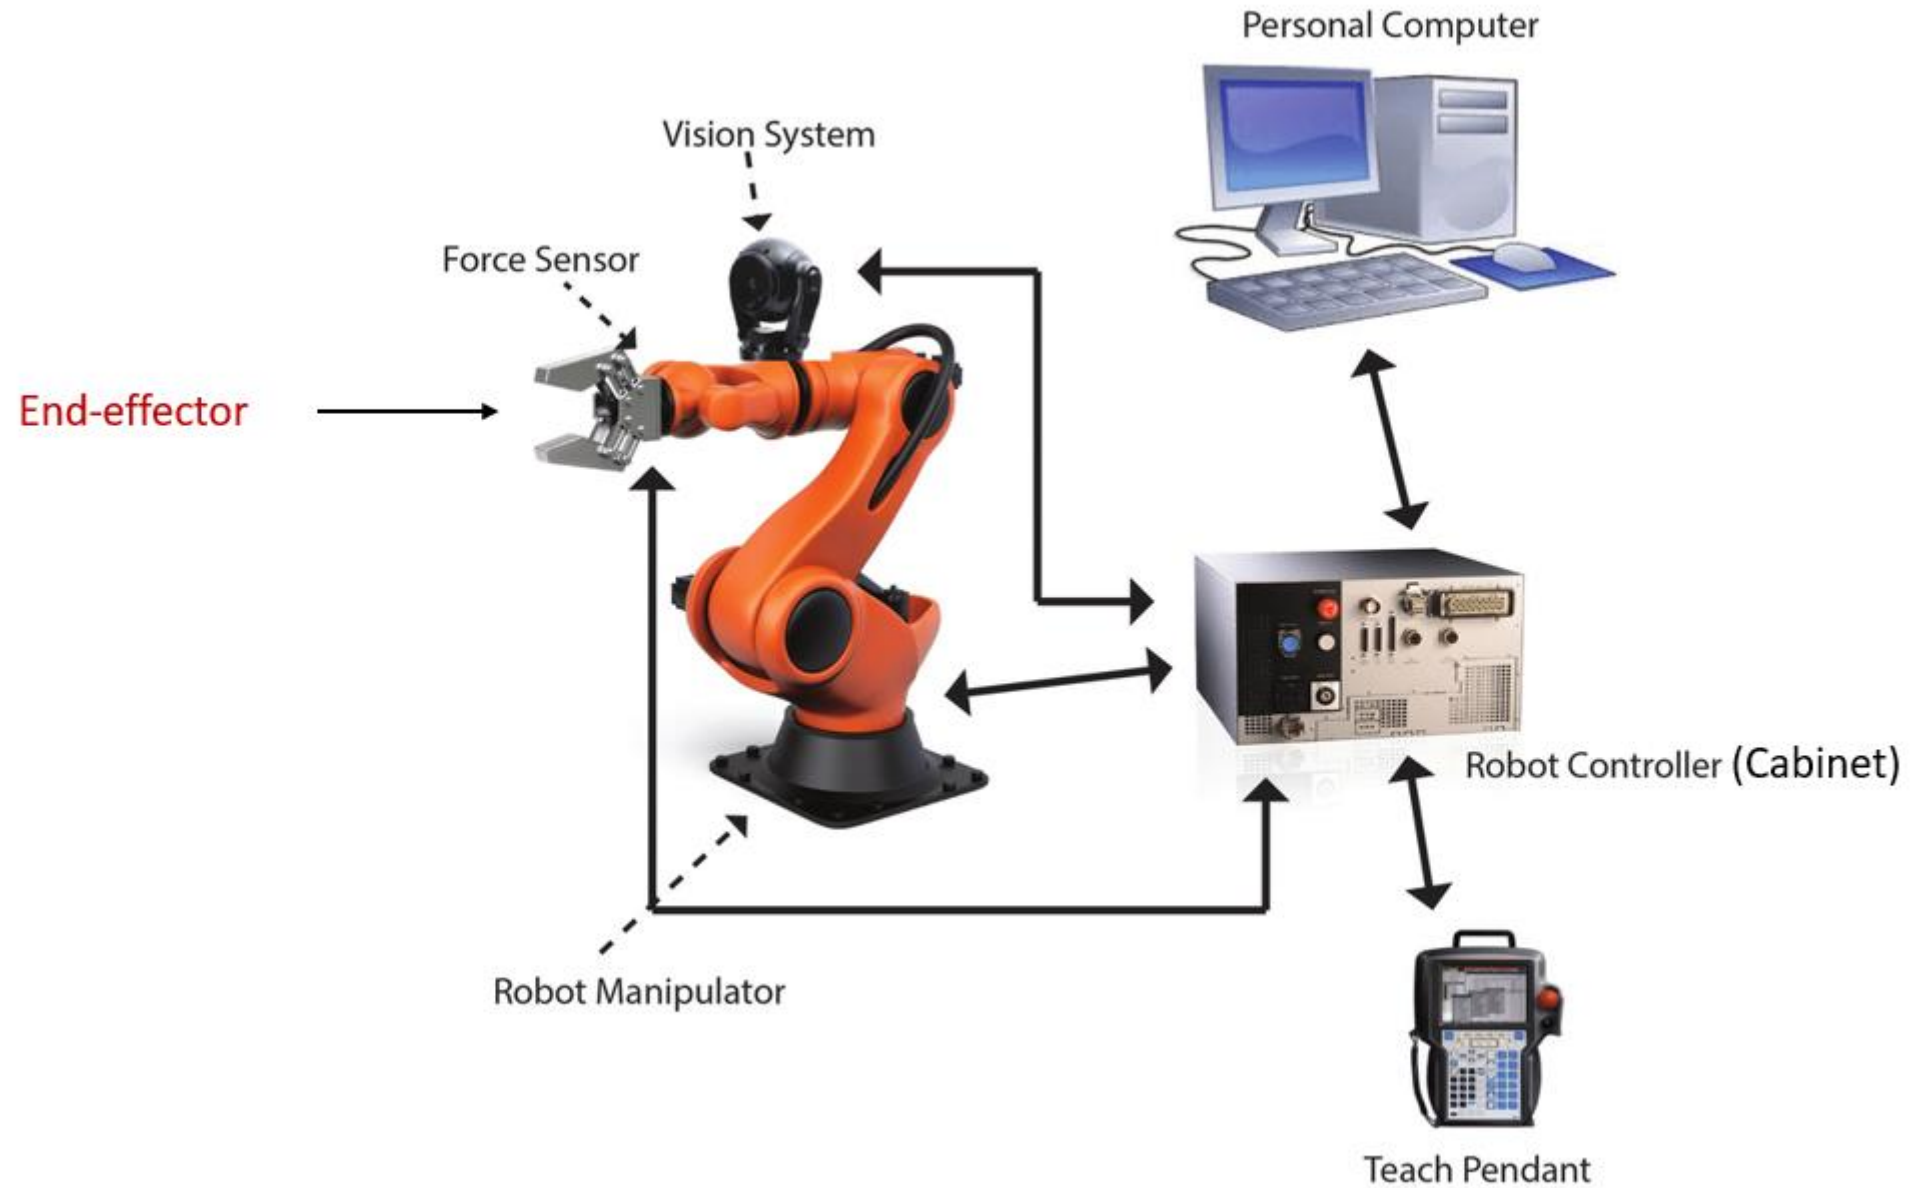 Personal Computer
Vision System
Force Sensor
End-effector
Robot Controller (Cabinet)
Robot Manipulator
Teach Pendant